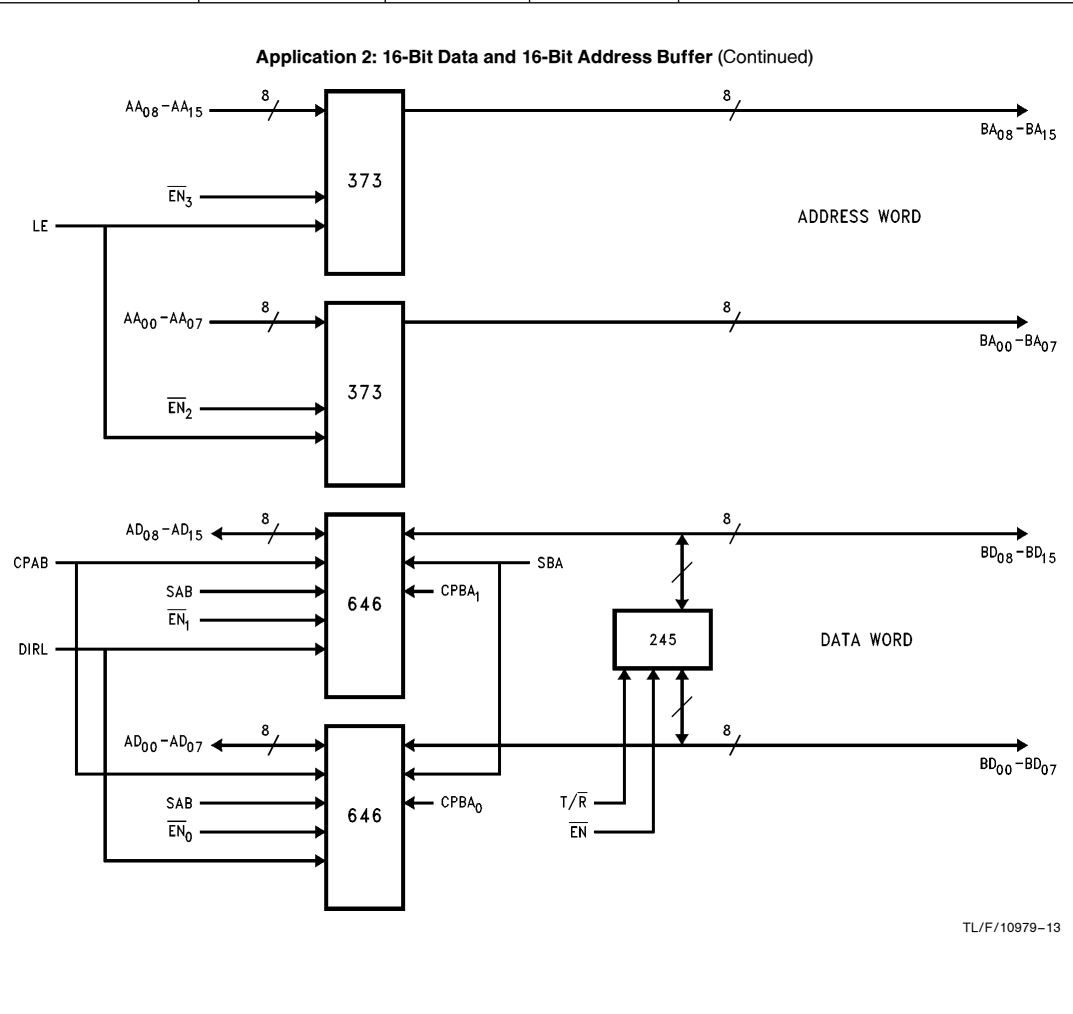 Application 2: 16-Bit Data and 16-Bit Address Buffer (Continued)
AA08–AA15
8
8
BA08–BA15
373
EN3
ADDRESS WORD
LE
AA00–AA07
8
8
BA00–BA07
373
EN2
AD08–AD15
8
8
BD08–BD15
CPAB
SBA
SAB
CPBA1
646
EN1
245
DATA WORD
DIRL
AD00–AD07
8
8
BD00–BD07
SAB
CPBA0
T/R
646
EN0
EN
TL/F/10979–13